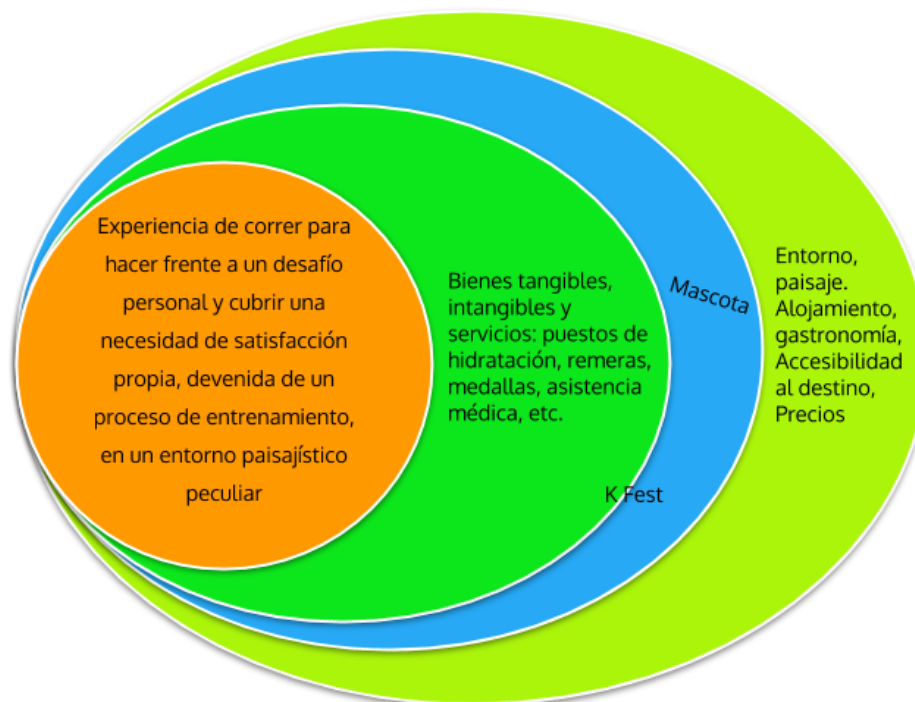 Experiencia de correr para
hacer frente a un desafío
personal y cubrir una
necesidad de satisfacción
propia, devenida de un
proceso de entrenamiento,
en un entorno paisajístico
peculiar
Bienes tangibles,
intangibles y
servicios: puestos de
hidratación, remeras,
medallas, asistencia
médica, etc.
Mascota
K Fest
Entorno,
paisaje.
Alojamiento,
gastronomía,
Accesibilidad
al destino,
Precios